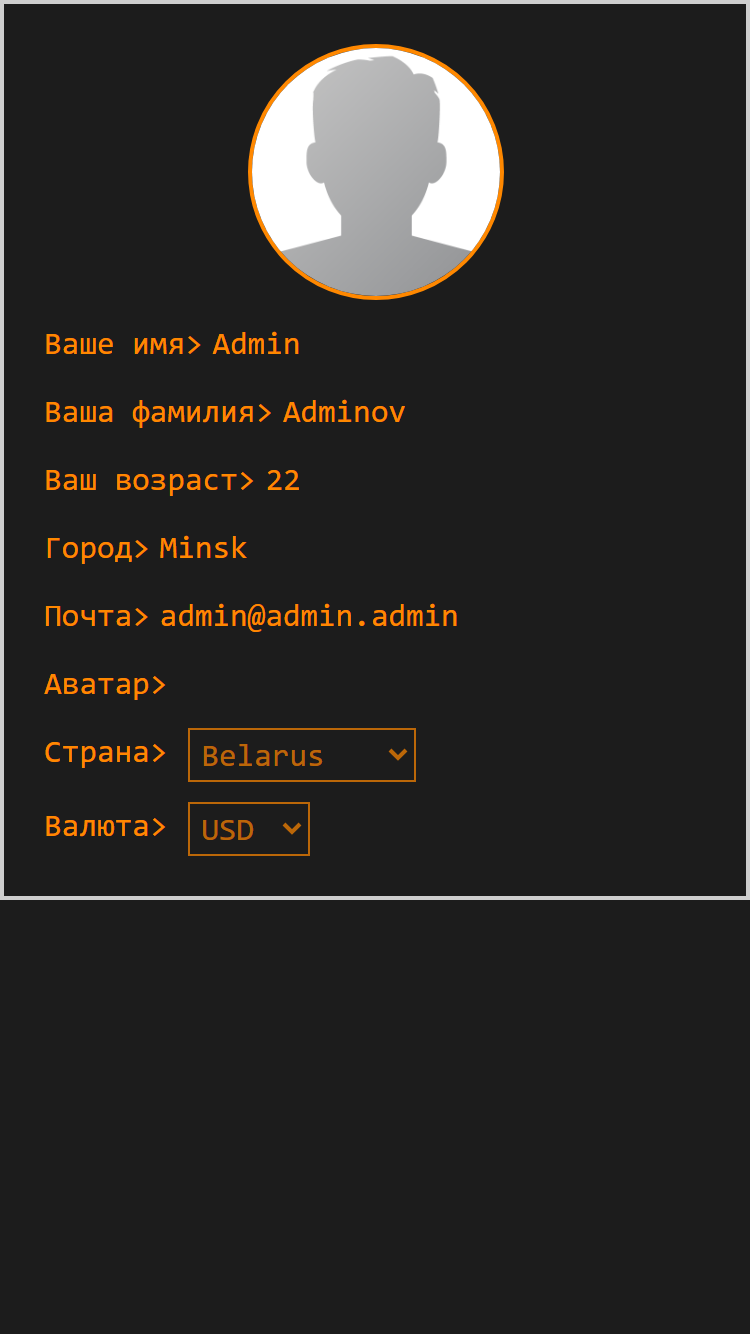 Ваше имя> Admin
Ваша фамилия> Adminov
Ваш возраст> 22
Город> Minsk
Почта> admin@admin.admin
Аватар>
Страна> Belarus
Валюта> USD